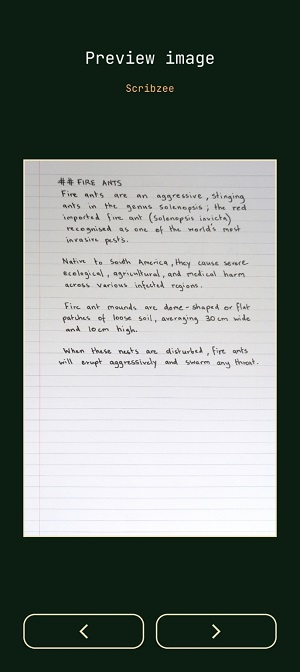 Preview image
Scribzee
## FIRE ANTS
Fire ants are an aggressive, stinging
ants in the genus Solenopsis; the red
imported fire ant (Solenopsis invicta)
recognised as one of the world's most
invasive pests.
Native to South America, they cause severe
ecological, agricultural, and medical harm
across various infected regions.
Fire ant mounds are dome-shaped or flat
patches of loose soil, averaging 30cm wide
and 10cm high.
When these nests are disturbed, fire ants
will erupt aggressively and swarm any threat.